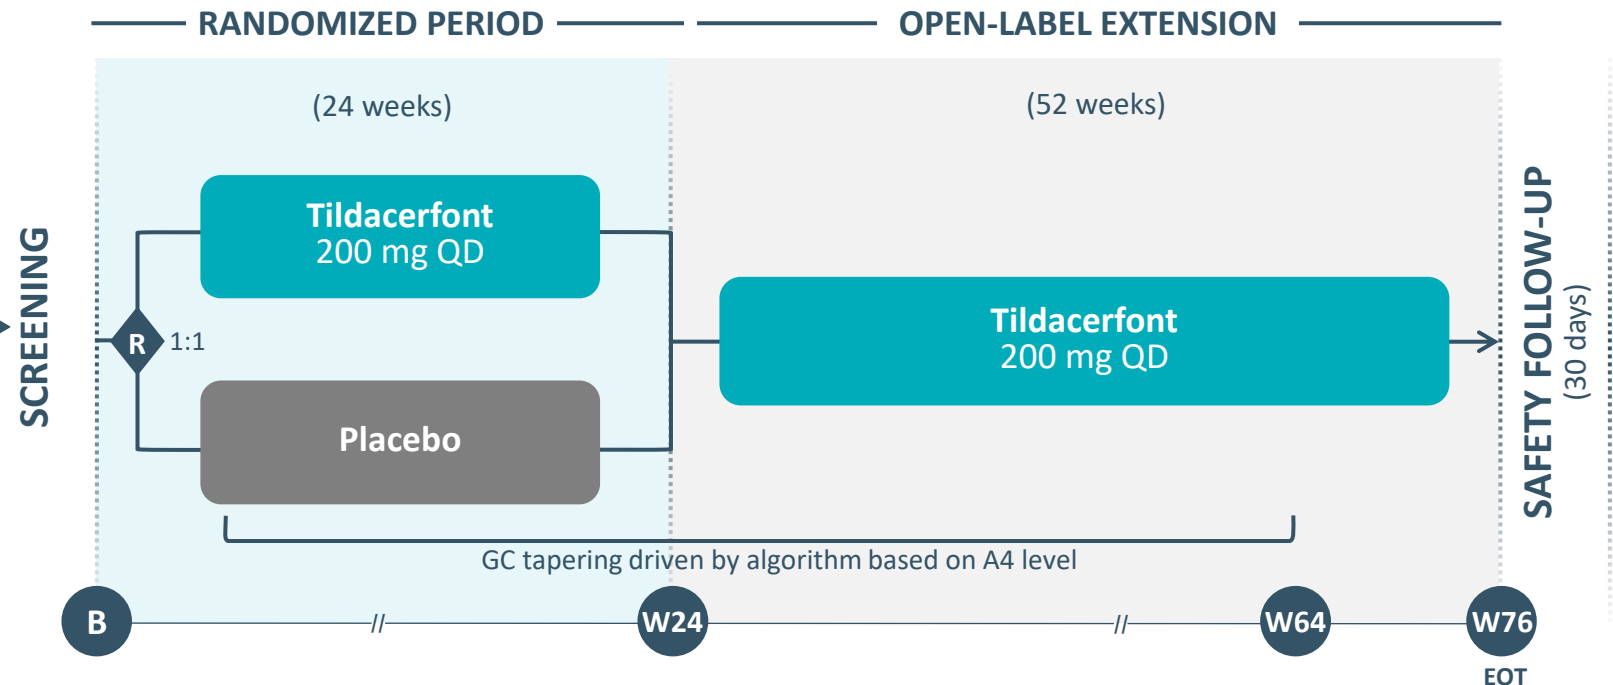 RANDOMIZED PERIOD
OPEN-LABEL EXTENSION
(24 weeks)
(52 weeks)
SCREENING
R
1:1
Tildacerfont
200 mg QD
Placebo
Tildacerfont
200 mg QD
SAFETY FOLLOW-UP
(30 days)
GC tapering driven by algorithm based on A4 level
B
//
W24
//
W64
W76
EOT